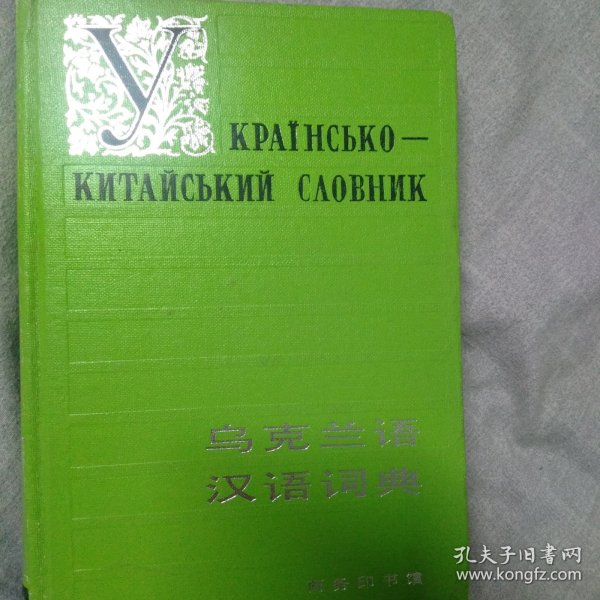 УКРАЇНСЬКО—
КИТАЙСЬКИЙ СЛОВНИК
乌克兰语
汉语词典
商务印书馆
孔夫子旧书网
www.kongfz.com